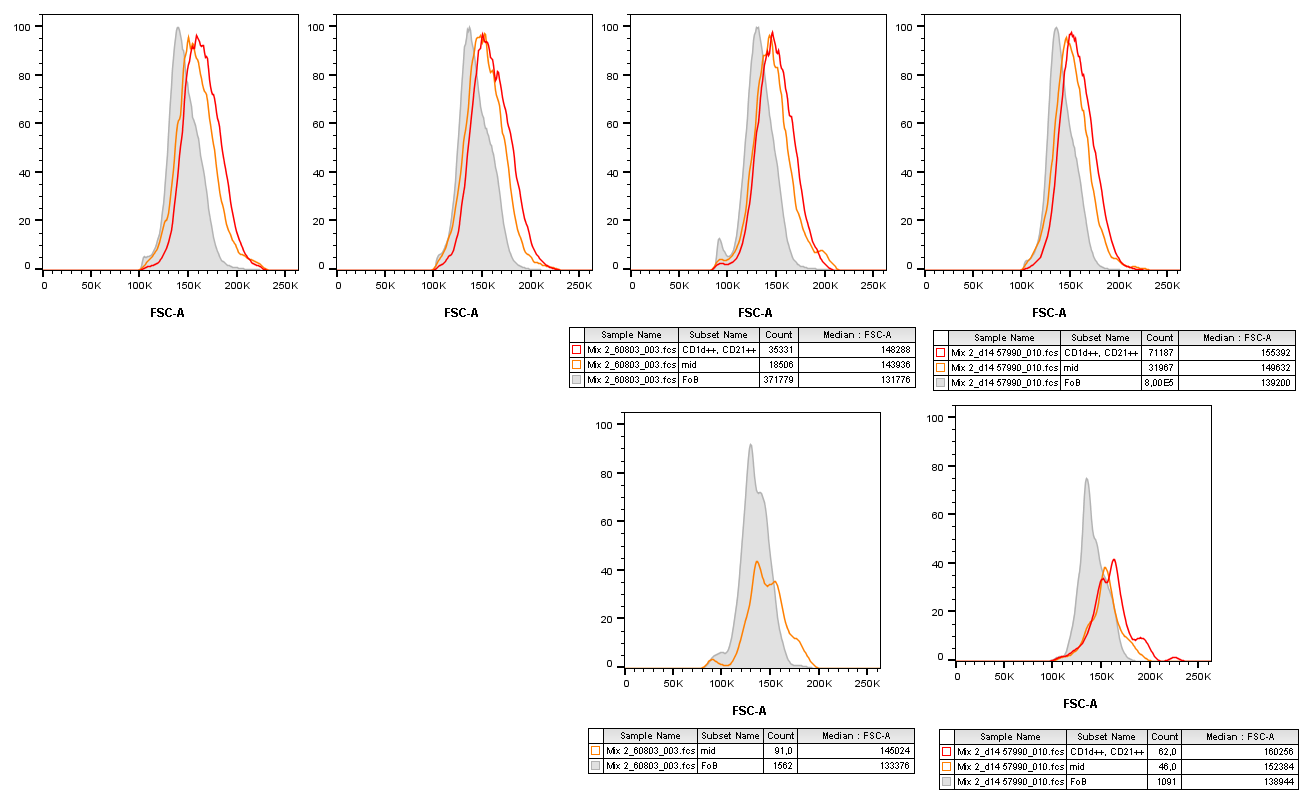 100
80
60
40
20
0
0 50K 100K 150K 200K 250K
FSC-A
100
80
60
40
20
0
0 50K 100K 150K 200K 250K
FSC-A
100
80
60
40
20
0
0 50K 100K 150K 200K 250K
FSC-A
100
80
60
40
20
0
0 50K 100K 150K 200K 250K
FSC-A
Sample Name Subset Name Count Median : FSC-A
Mix 2_60803_003.fcs CD1d++, CD21++ 35331 148288
Mix 2_60803_003.fcs mid 18506 143936
Mix 2_60803_003.fcs FoB 371779 131776
Sample Name Subset Name Count Median : FSC-A
Mix 2_d14 57990_010.fcs CD1d++, CD21++ 71187 155392
Mix 2_d14 57990_010.fcs mid 31967 149632
Mix 2_d14 57990_010.fcs FoB 8,00E5 139200
100
80
60
40
20
0
0 50K 100K 150K 200K 250K
FSC-A
100
80
60
40
20
0
0 50K 100K 150K 200K 250K
FSC-A
Sample Name Subset Name Count Median : FSC-A
Mix 2_60803_003.fcs mid 91,0 145024
Mix 2_60803_003.fcs FoB 1562 133376
Sample Name Subset Name Count Median : FSC-A
Mix 2_d14 57990_010.fcs CD1d++, CD21++ 62,0 160256
Mix 2_d14 57990_010.fcs mid 46,0 152384
Mix 2_d14 57990_010.fcs FoB 1091 138944